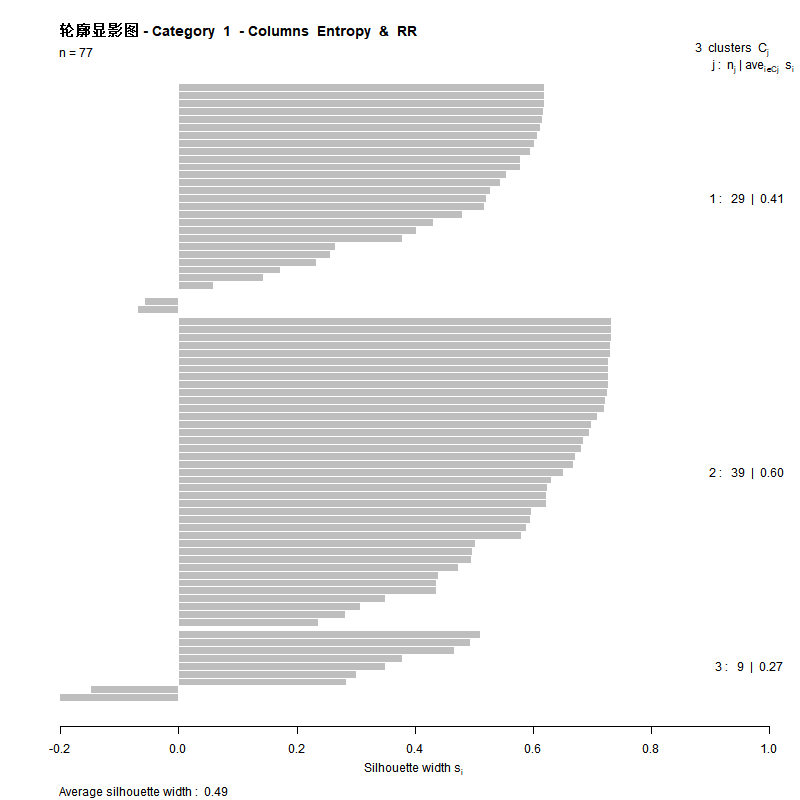 轮廓显影图 - Category 1 - Columns Entropy & RR
n = 77
3 clusters Cj
j : nj | avei∈Cj si
1 : 29 | 0.41
2 : 39 | 0.60
3 : 9 | 0.27
-0.2 0.0 0.2 0.4 0.6 0.8 1.0
Silhouette width si
Average silhouette width : 0.49